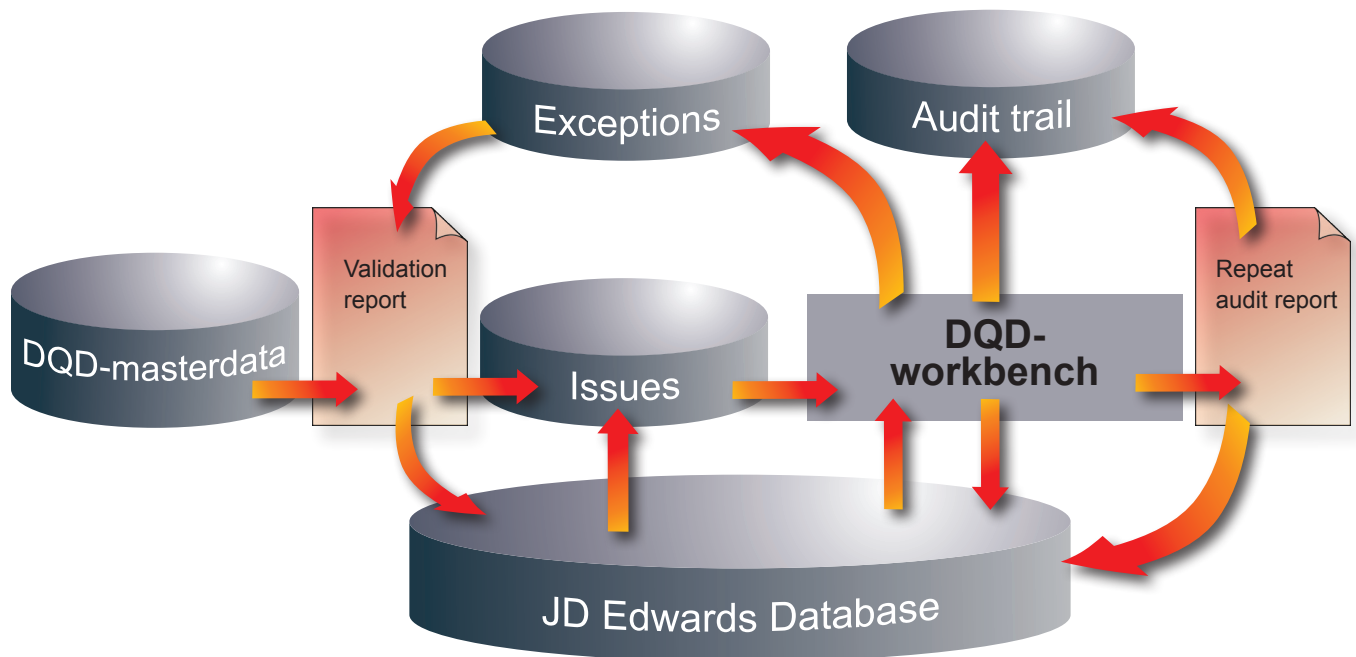 Exceptions
Audit trail
Validation
report
Repeat
audit report
DQD-masterdata
Issues
DQD-
workbench
JD Edwards Database